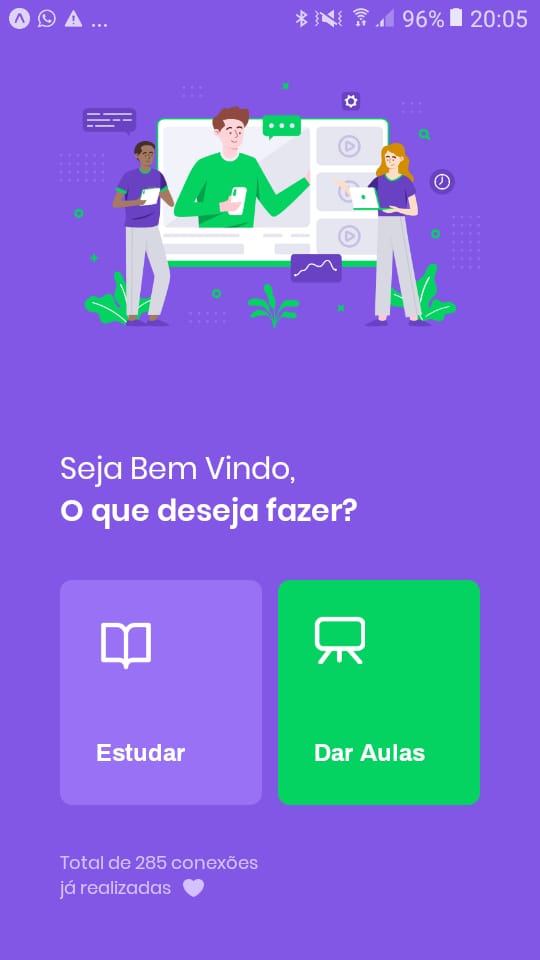 ... 96% 20:05
Seja Bem Vindo,
O que deseja fazer?
Estudar
Dar Aulas
Total de 285 conexões
já realizadas